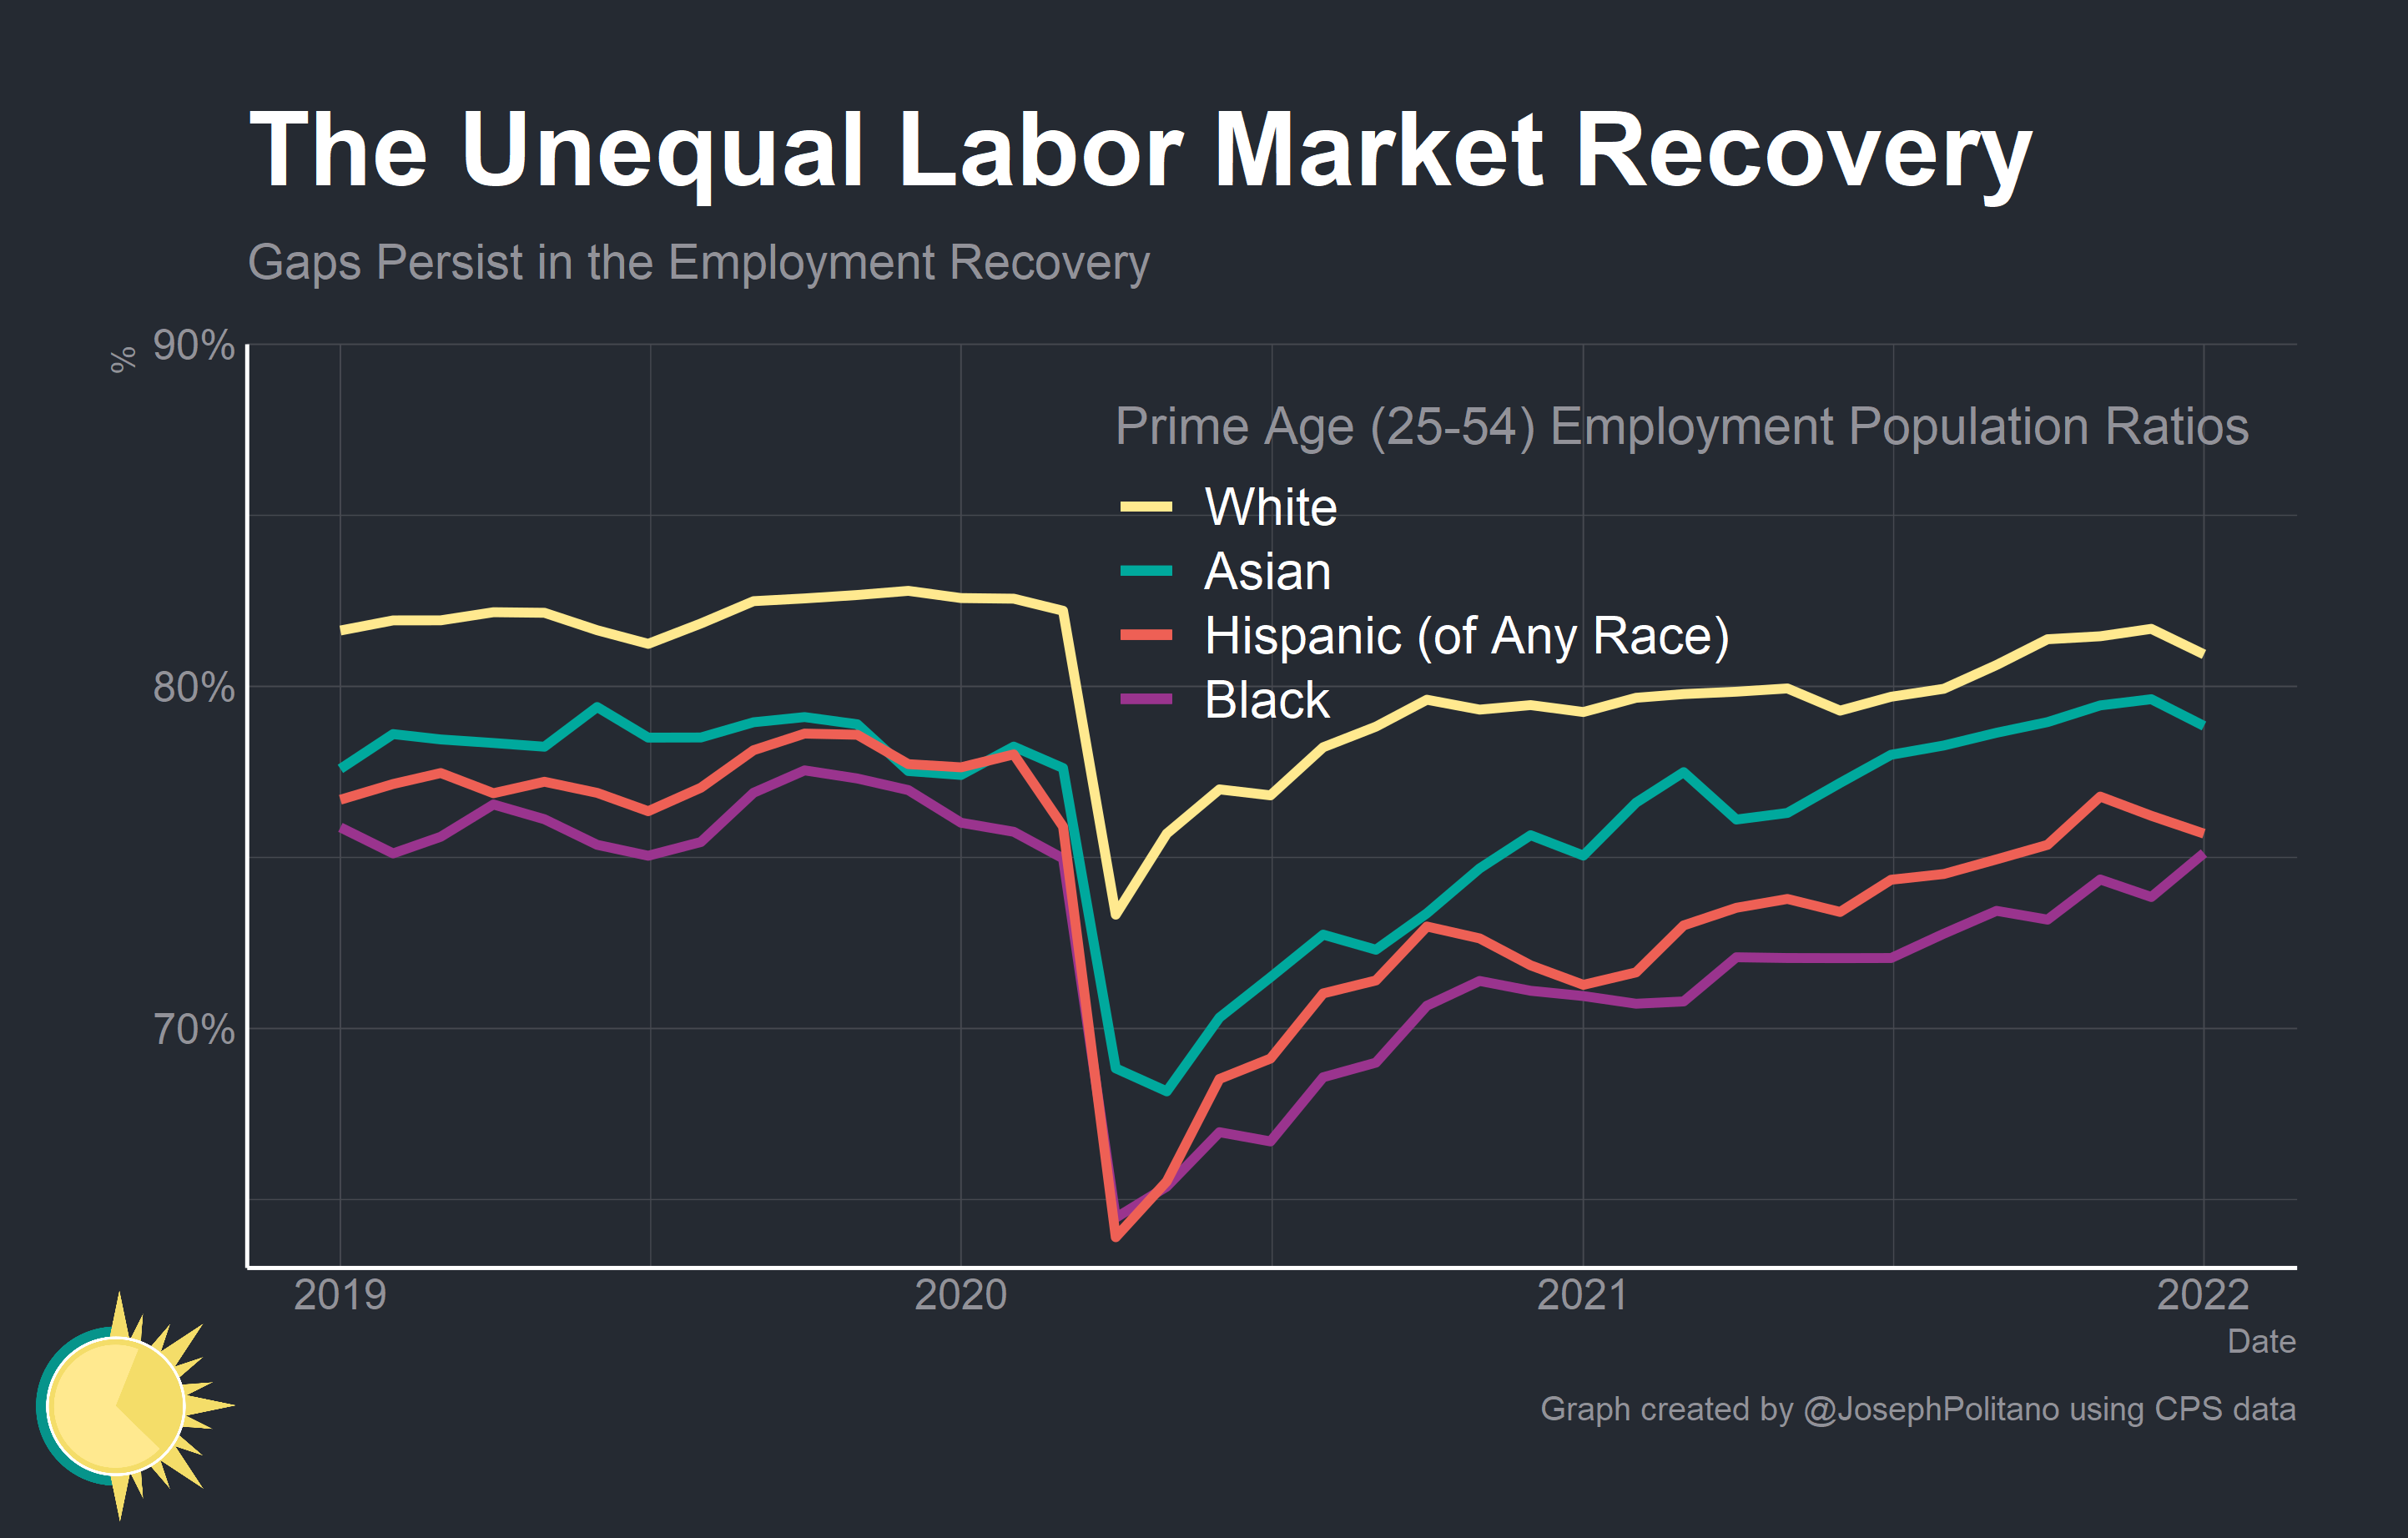 The Unequal Labor Market Recovery
Gaps Persist in the Employment Recovery
%
90%
80%
70%
Prime Age (25-54) Employment Population Ratios
White
Asian
Hispanic (of Any Race)
Black
2019
2020
2021
2022
Date
Graph created by @JosephPolitano using CPS data